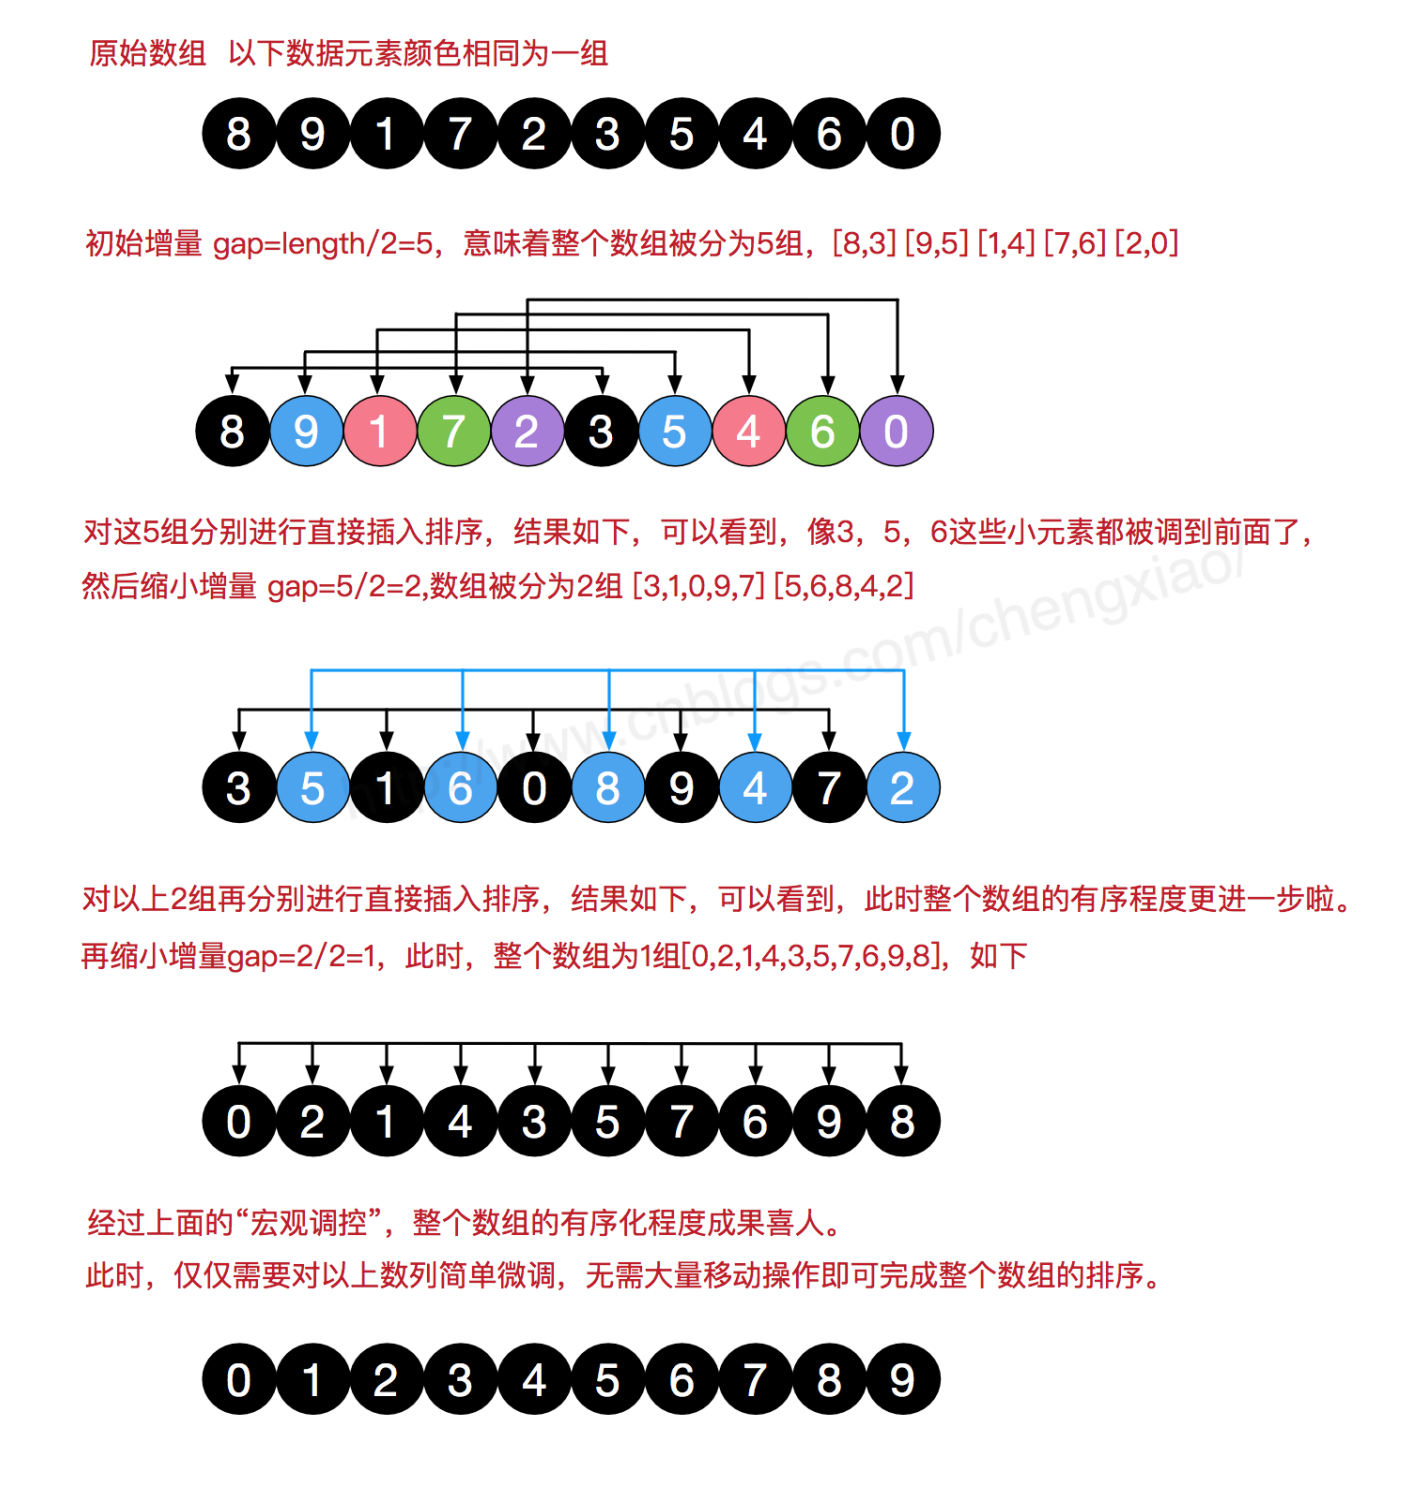 原始数组 以下数据元素颜色相同为一组
8 9 1 7 2 3 5 4 6 0
初始增量 gap=length/2=5，意味着整个数组被分为5组，[8,3][9,5][1,4][7,6][2,0]
8 9 1 7 2 3 5 4 6 0
对这5组分别进行直接插入排序，结果如下，可以看到，像3，5，6这些小元素都被调到前面了，
然后缩小增量 gap=5/2=2,数组被分为2组 [3,1,0,9,7][5,6,8,4,2]
http://www.cnblogs.com/chengxiao/
3 5 1 6 0 8 9 4 7 2
对以上2组再分别进行直接插入排序，结果如下，可以看到，此时整个数组的有序程度更进一步啦。
再缩小增量gap=2/2=1，此时，整个数组为1组[0,2,1,4,3,5,7,6,9,8]，如下
0 2 1 4 3 5 7 6 9 8
经过上面的“宏观调控”，整个数组的有序化程度成果喜人。
此时，仅仅需要对以上数列简单微调，无需大量移动操作即可完成整个数组的排序。
0 1 2 3 4 5 6 7 8 9